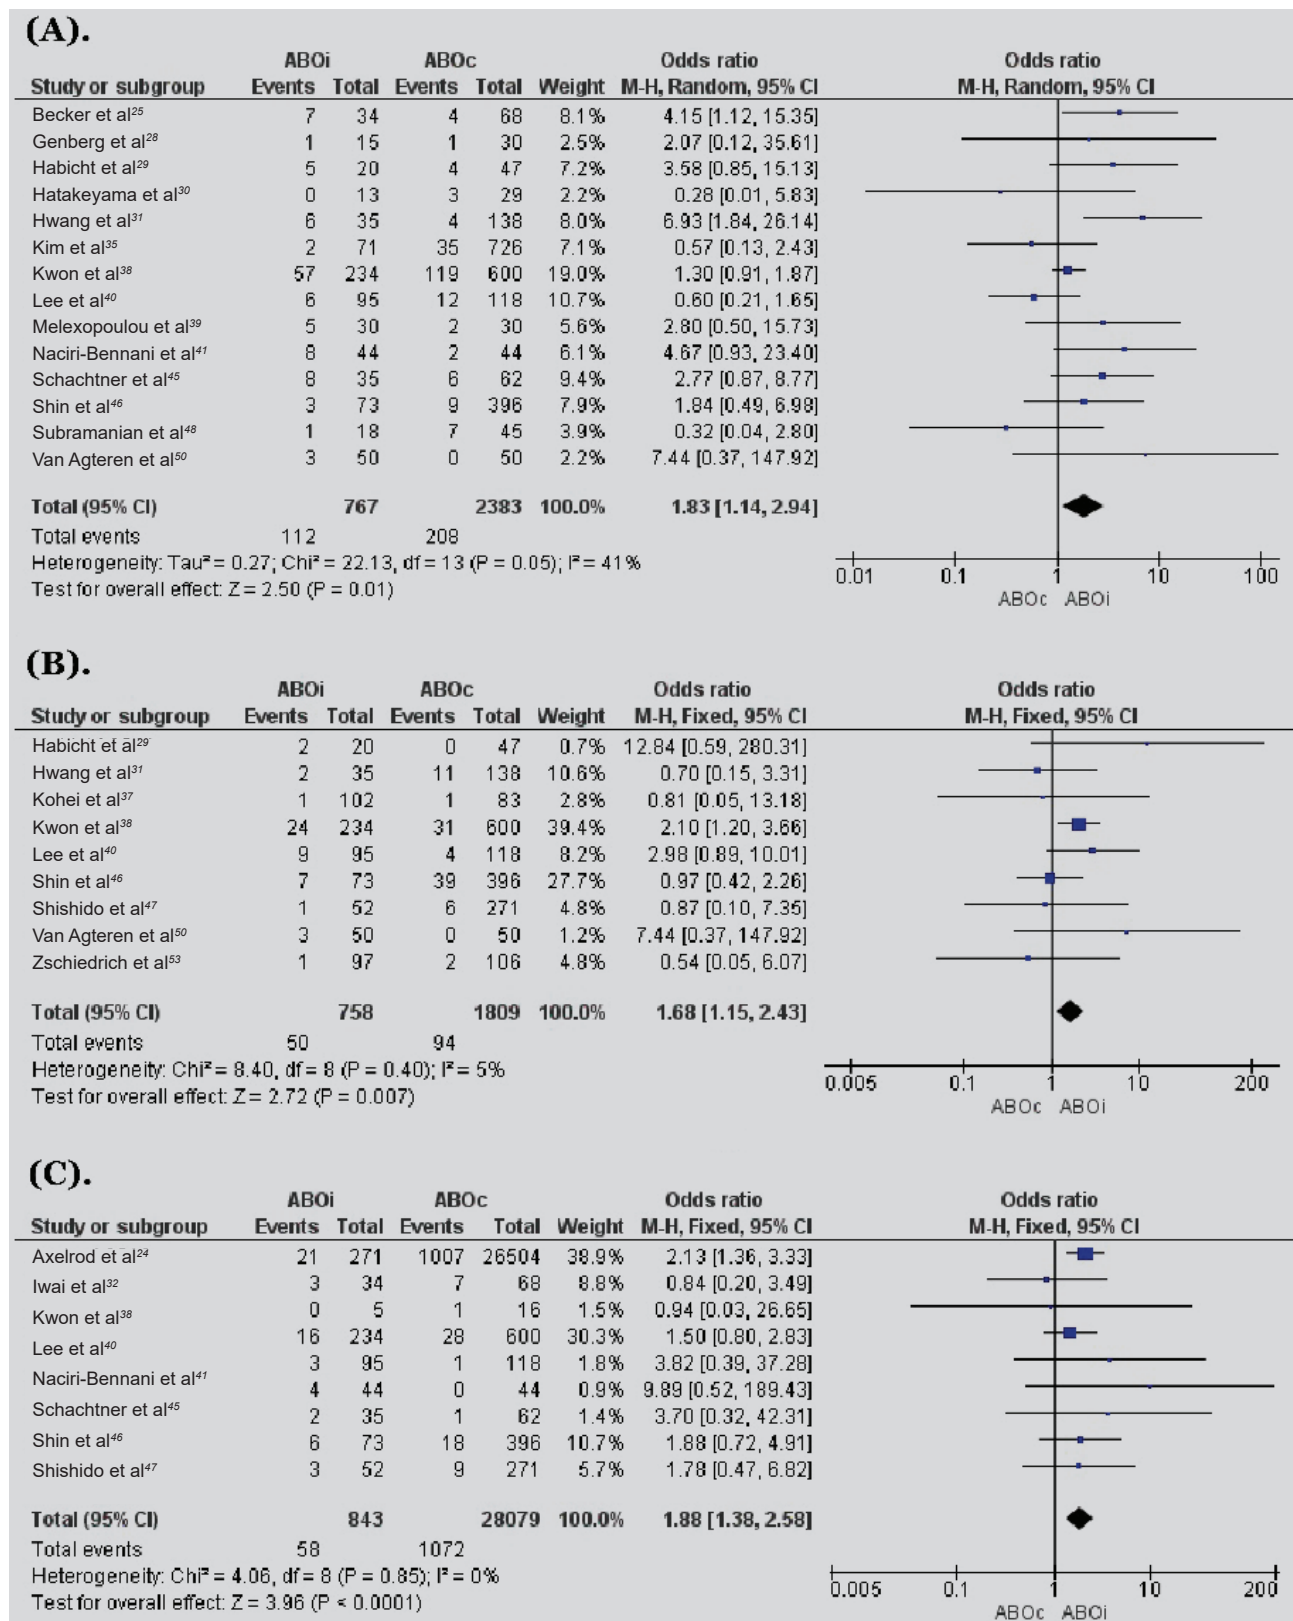 (A).
ABOi ABOc Odds ratio Odds ratio
Study or subgroup Events Total Events Total Weight M-H, Random, 95% CI M-H, Random, 95% CI
Becker et al25 7 34 4 68 8.1% 4.15 [1.12, 15.35]
Genberg et al28 1 15 1 30 2.5% 2.07 [0.12, 35.61]
Habicht et al29 5 20 4 47 7.2% 3.58 [0.85, 15.13]
Hatakeyama et al30 0 13 3 29 2.2% 0.28 [0.01, 5.83]
Hwang et al31 6 35 4 138 8.0% 6.93 [1.84, 26.14]
Kim et al35 2 71 35 726 7.1% 0.57 [0.13, 2.43]
Kwon et al38 57 234 119 600 19.0% 1.30 [0.91, 1.87]
Lee et al40 6 95 12 118 10.7% 0.60 [0.21, 1.65]
Melexopoulou et al39 5 30 2 30 5.6% 2.80 [0.50, 15.73]
Naciri-Bennani et al41 8 44 2 44 6.1% 4.67 [0.93, 23.40]
Schachtner et al45 8 35 6 62 9.4% 2.77 [0.87, 8.77]
Shin et al46 3 73 9 396 7.9% 1.84 [0.49, 6.98]
Subramanian et al48 1 18 7 45 3.9% 0.32 [0.04, 2.80]
Van Agteren et al50 3 50 0 50 2.2% 7.44 [0.37, 147.92]
Total (95% CI) 767 2383 100.0% 1.83 [1.14, 2.94]
Total events 112 208
Heterogeneity: Tau² = 0.27; Chi² = 22.13, df = 13 (P = 0.05); I² = 41%
Test for overall effect: Z = 2.50 (P = 0.01)
0.01 0.1 1 10 100
ABOc ABOi
(B).
ABOi ABOc Odds ratio Odds ratio
Study or subgroup Events Total Events Total Weight M-H, Fixed, 95% CI M-H, Fixed, 95% CI
Habicht et al29 2 20 0 47 0.7% 12.84 [0.59, 280.31]
Hwang et al31 2 35 11 138 10.6% 0.70 [0.15, 3.31]
Kohei et al37 1 102 1 83 2.8% 0.81 [0.05, 13.18]
Kwon et al38 24 234 31 600 39.4% 2.10 [1.20, 3.66]
Lee et al40 9 95 4 118 8.2% 2.98 [0.89, 10.01]
Shin et al46 7 73 39 396 27.7% 0.97 [0.42, 2.26]
Shishido et al47 1 52 6 271 4.8% 0.87 [0.10, 7.35]
Van Agteren et al50 3 50 0 50 1.2% 7.44 [0.37, 147.92]
Zschiedrich et al53 1 97 2 106 4.8% 0.54 [0.05, 6.07]
Total (95% CI) 758 1809 100.0% 1.68 [1.15, 2.43]
Total events 50 94
Heterogeneity: Chi² = 8.40, df = 8 (P = 0.40); I² = 5%
Test for overall effect: Z = 2.72 (P = 0.007)
0.005 0.1 1 10 200
ABOc ABOi
(C).
ABOi ABOc Odds ratio Odds ratio
Study or subgroup Events Total Events Total Weight M-H, Fixed, 95% CI M-H, Fixed, 95% CI
Axelrod et al24 21 271 1007 26504 38.9% 2.13 [1.36, 3.33]
Iwai et al32 3 34 7 68 8.8% 0.84 [0.20, 3.49]
Kwon et al38 0 5 1 16 1.5% 0.94 [0.03, 26.65]
Lee et al40 16 234 28 600 30.3% 1.50 [0.80, 2.83]
3 95 1 118 1.8% 3.82 [0.39, 37.28]
Naciri-Bennani et al41 4 44 0 44 0.9% 9.89 [0.52, 189.43]
Schachtner et al45 2 35 1 62 1.4% 3.70 [0.32, 42.31]
Shin et al46 6 73 18 396 10.7% 1.88 [0.72, 4.91]
Shishido et al47 3 52 9 271 5.7% 1.78 [0.47, 6.82]
Total (95% CI) 843 28079 100.0% 1.88 [1.38, 2.58]
Total events 58 1072
Heterogeneity: Chi² = 4.06, df = 8 (P = 0.85); I² = 0%
Test for overall effect: Z = 3.96 (P < 0.0001)
0.005 0.1 1 10 200
ABOc ABOi